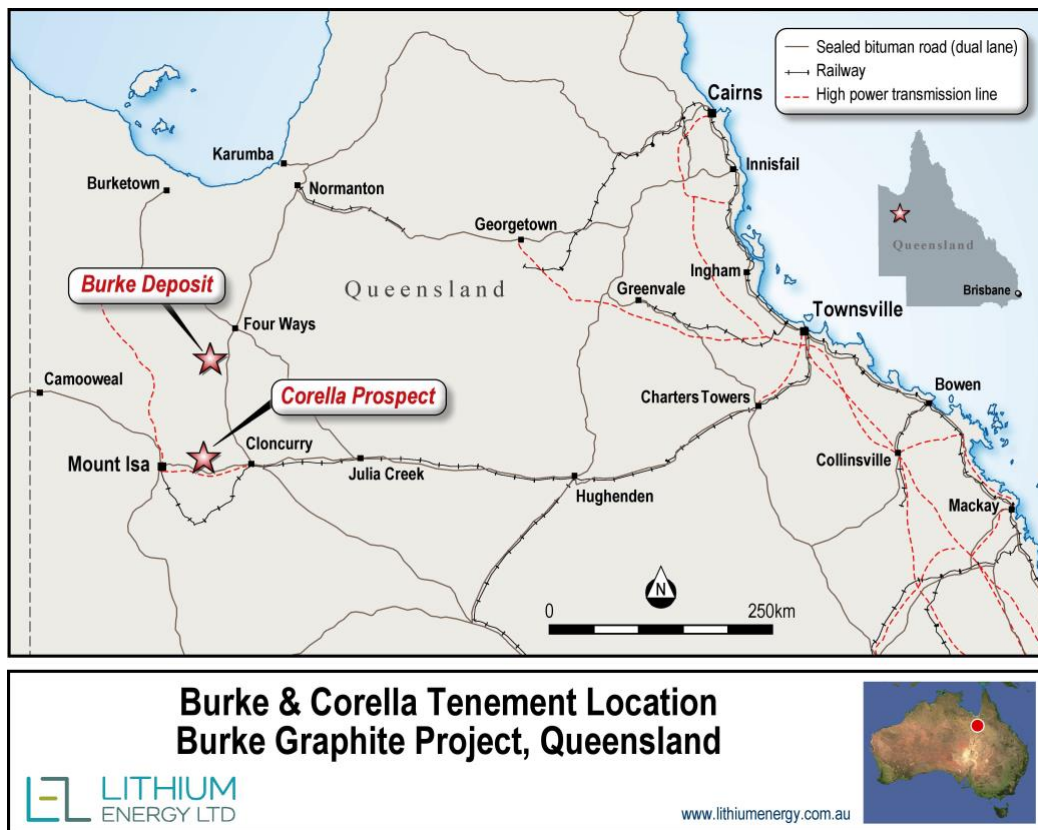 Sealed bituman road (dual lane)
Railway
High power transmission line
Cairns
Karumba
Innisfail
Burketown
Normanton
Georgetown
Queensland
Brisbane
Burke Deposit
Queensland
Ingham
Greenvale
Four Ways
Townsville
Camooweal
Corella Prospect
Charters Towers
Bowen
Mount Isa
Cloncurry
Julia Creek
Collinsville
Hughenden
Mackay
N
0
250km
Burke & Corella Tenement Location
Burke Graphite Project, Queensland
LITHIUM
ENERGY LTD
www.lithiumenergy.com.au